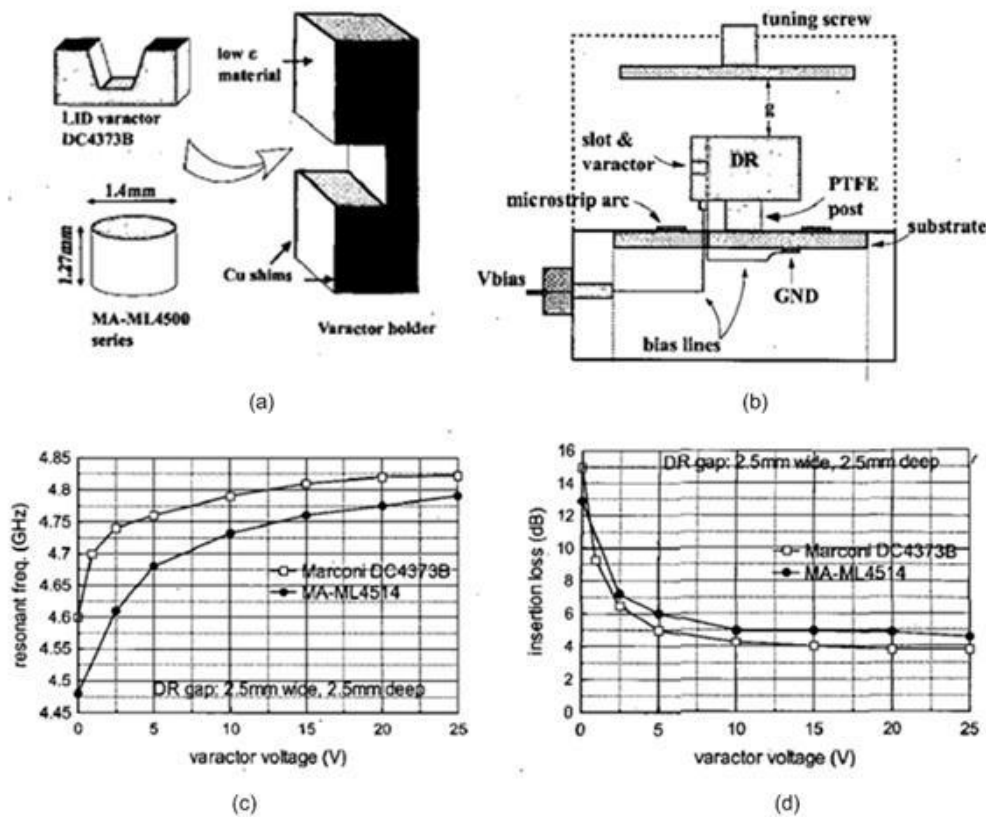 low ε
material
LID varactor
DC4373B
1.4mm
1.27mm
MA-ML4500
series
Cu shims
Varactor holder
(a)
tuning screw
g
slot &
varactor
DR
PTFE
post
microstrip arc
substrate
Vbias
GND
bias lines
(b)
4.85
4.8
4.75
4.7
4.65
4.6
4.55
4.5
4.45
resonant freq. (GHz)
Marconi DC4373B
MA-ML4514
DR gap: 2.5mm wide, 2.5mm deep
0 5 10 15 20 25
varactor voltage (V)
(c)
16
14
12
10
8
6
4
2
0
insertion loss (dB)
DR gap: 2.5mm wide, 2.5mm deep
Marconi DC4373B
MA-ML4514
0 5 10 15 20 25
varactor voltage (V)
(d)